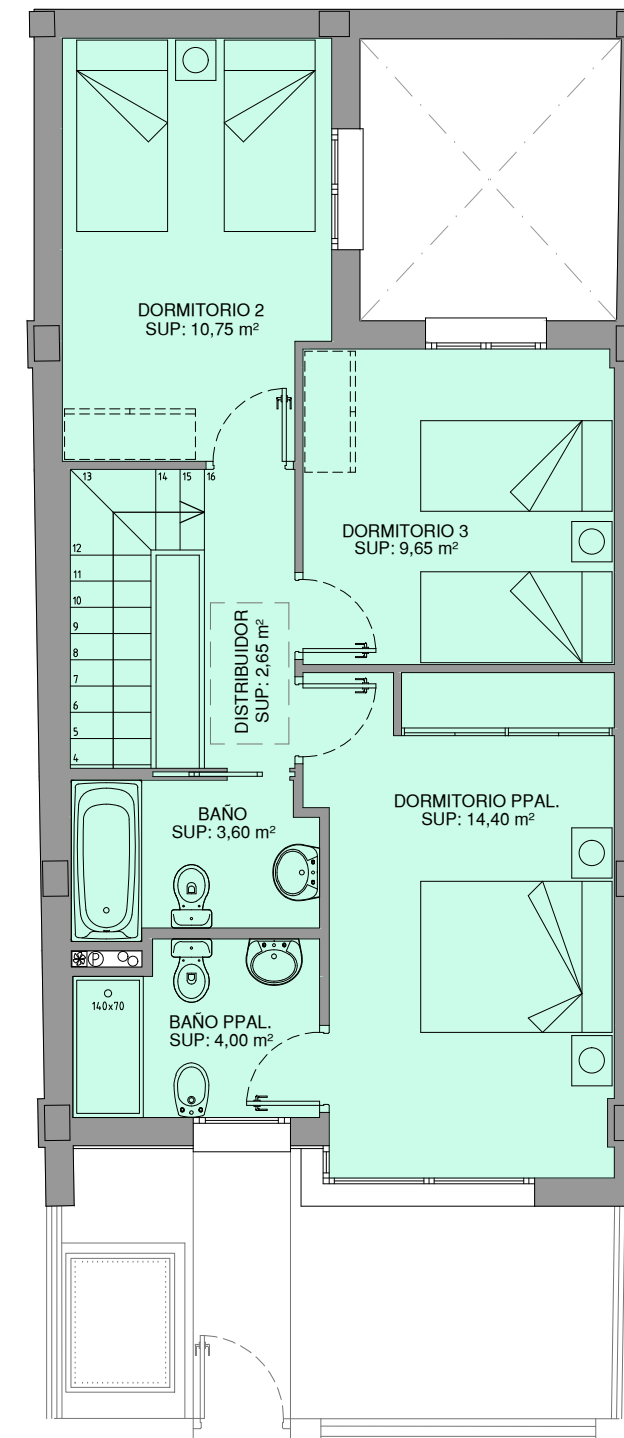 DORMITORIO 2
SUP: 10,75 m²
13
14
15
16
12
11
10
9
8
7
6
5
4
DORMITORIO 3
SUP: 9,65 m²
DISTRIBUIDOR
SUP: 2,65 m²
DORMITORIO PPAL.
SUP: 14,40 m²
BAÑO
SUP: 3,60 m²
P
140x70
BAÑO PPAL.
SUP: 4,00 m²